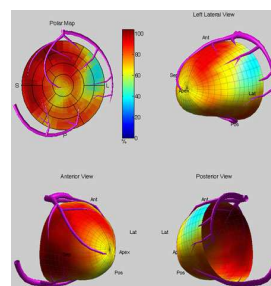 Polar Map
Left Lateral View
100
80
60
40
20
0
%
S
L
P
Ant
Sep
Apex
Lat
Pos
Anterior View
Posterior View
Ant
Lat
Apex
Pos
Ant
Lat
Pos